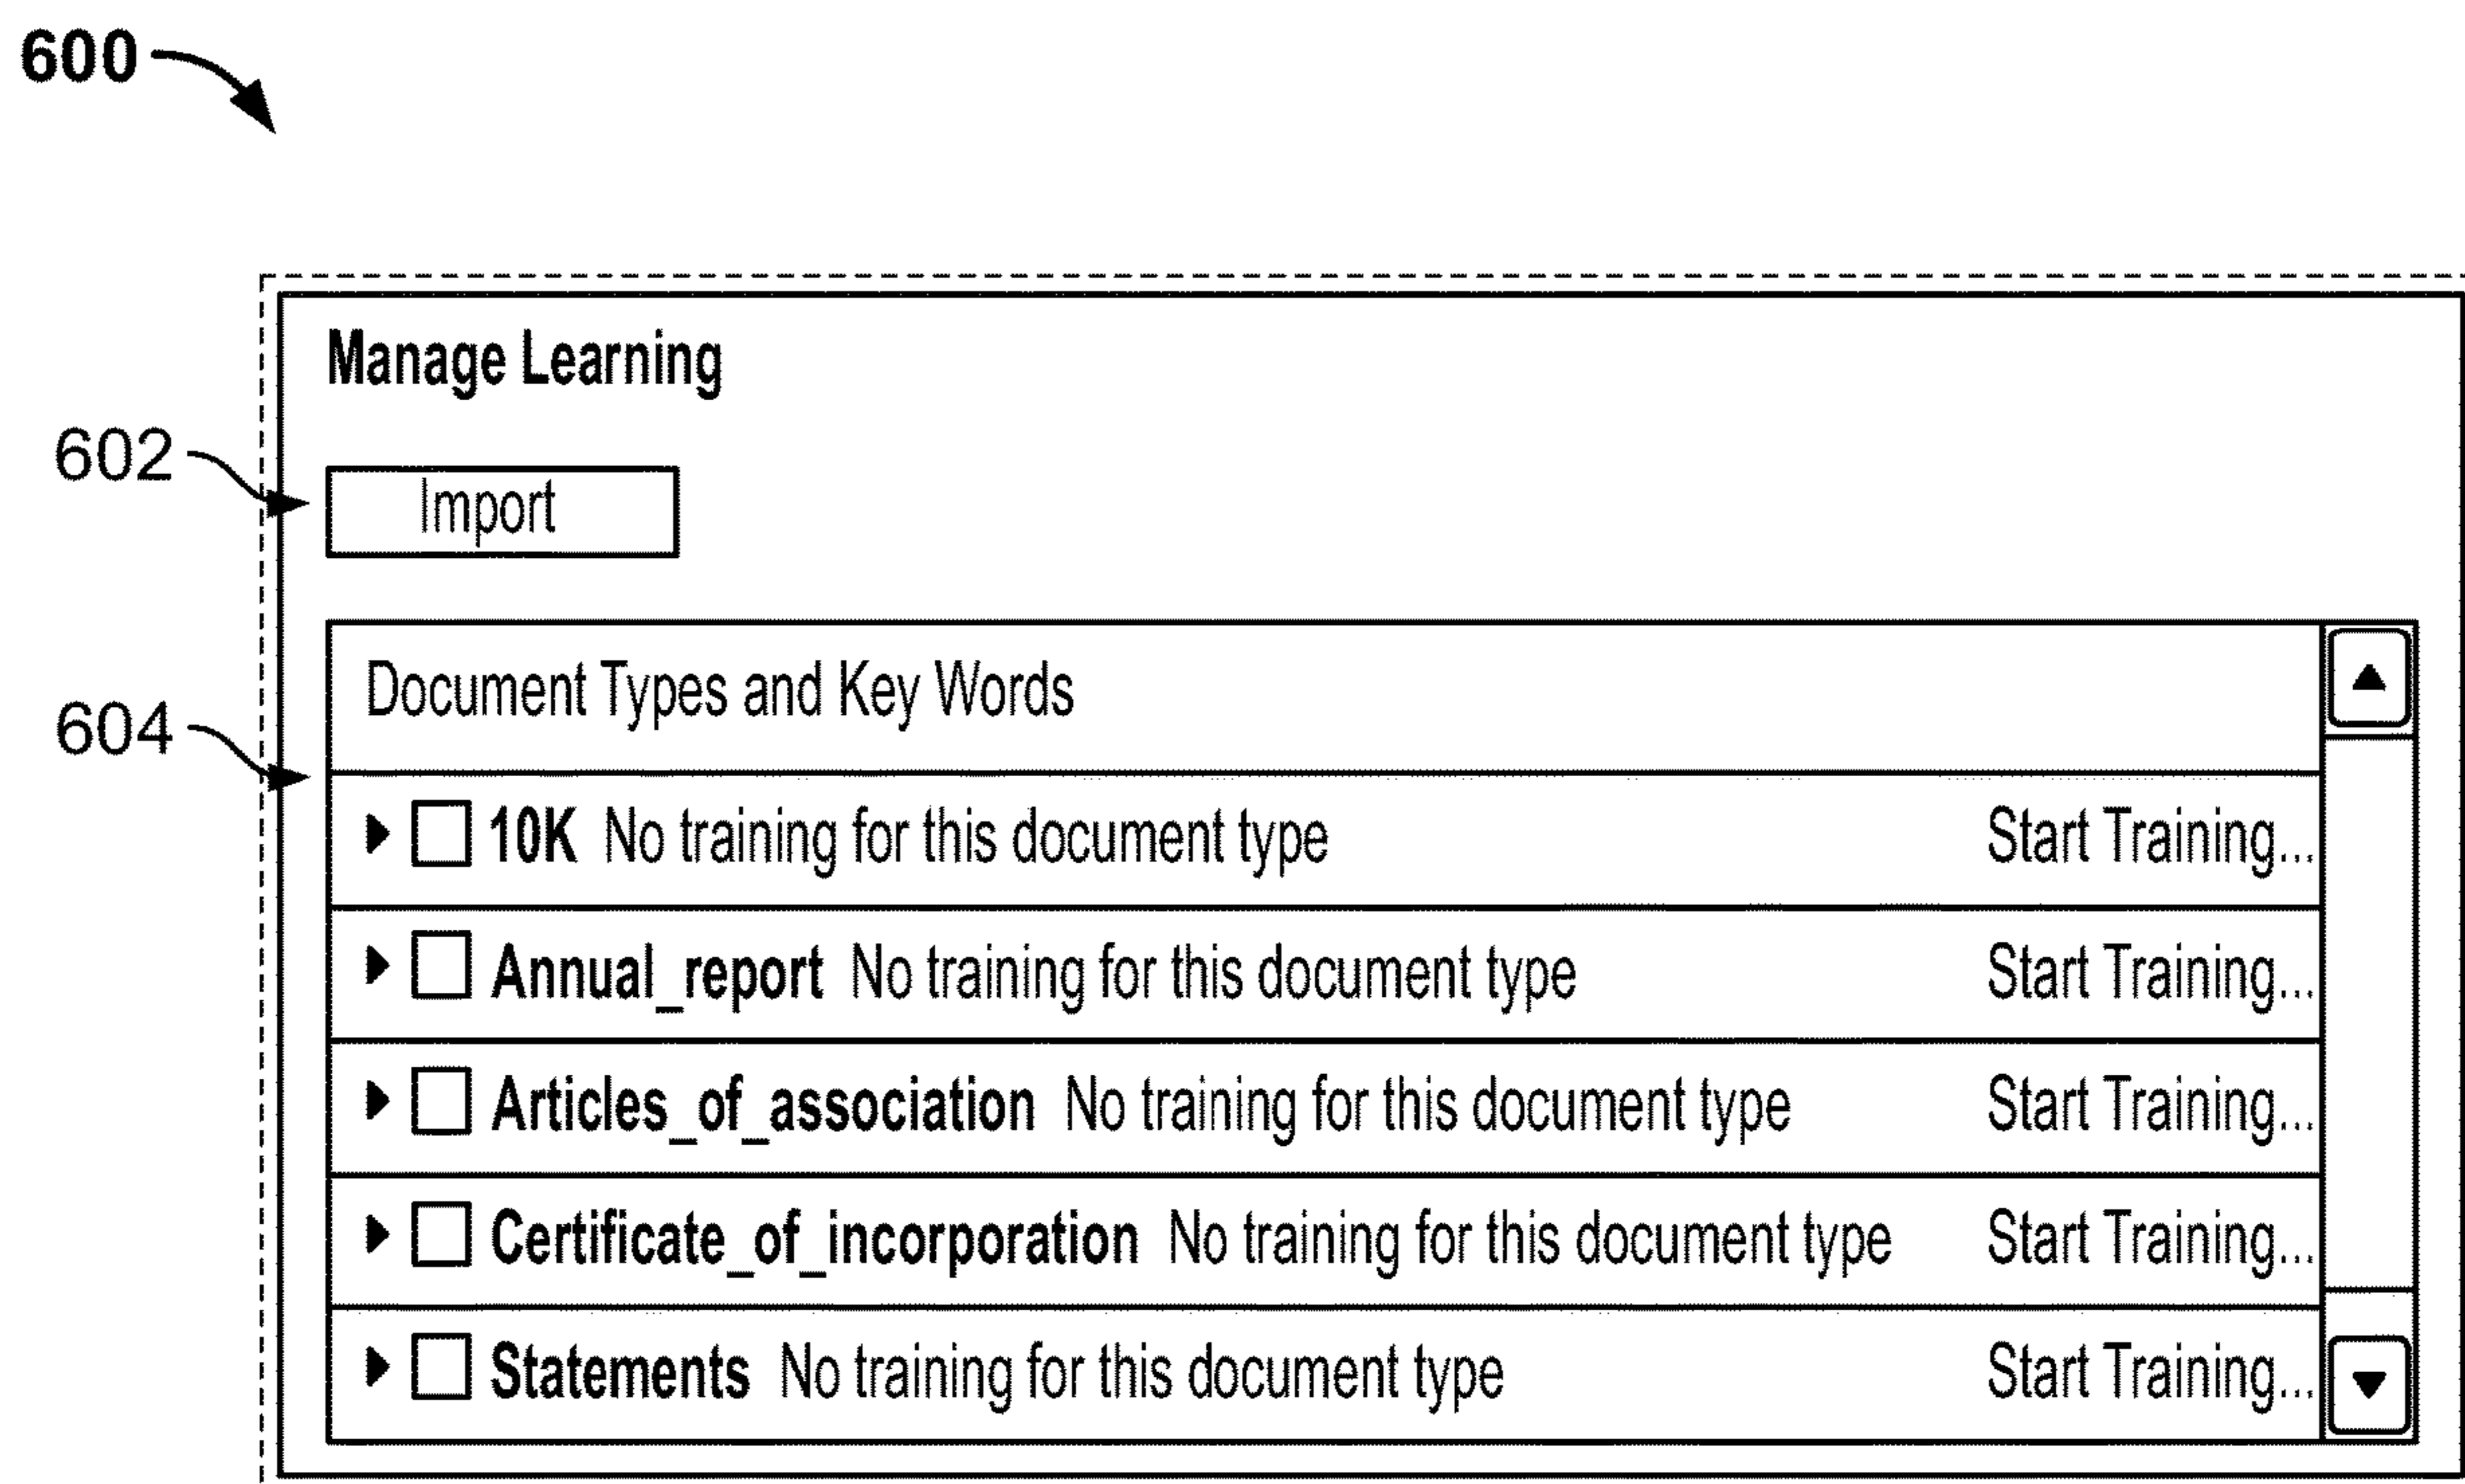 600
Manage Learning
602
Import
604
Document Types and Key Words
10K No training for this document type Start Training...
Annual_report No training for this document type Start Training...
Articles_of_association No training for this document type Start Training...
Certificate_of_incorporation No training for this document type Start Training...
Statements No training for this document type Start Training...